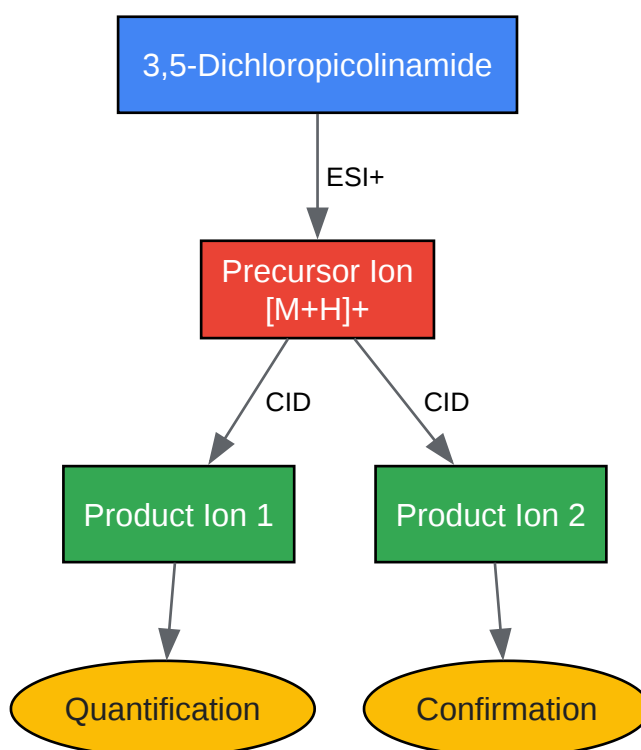 3,5-Dichloropicolinamide
ESI+
Precursor Ion
[M+H]+
CID
CID
Product Ion 1
Product Ion 2
Quantification
Confirmation